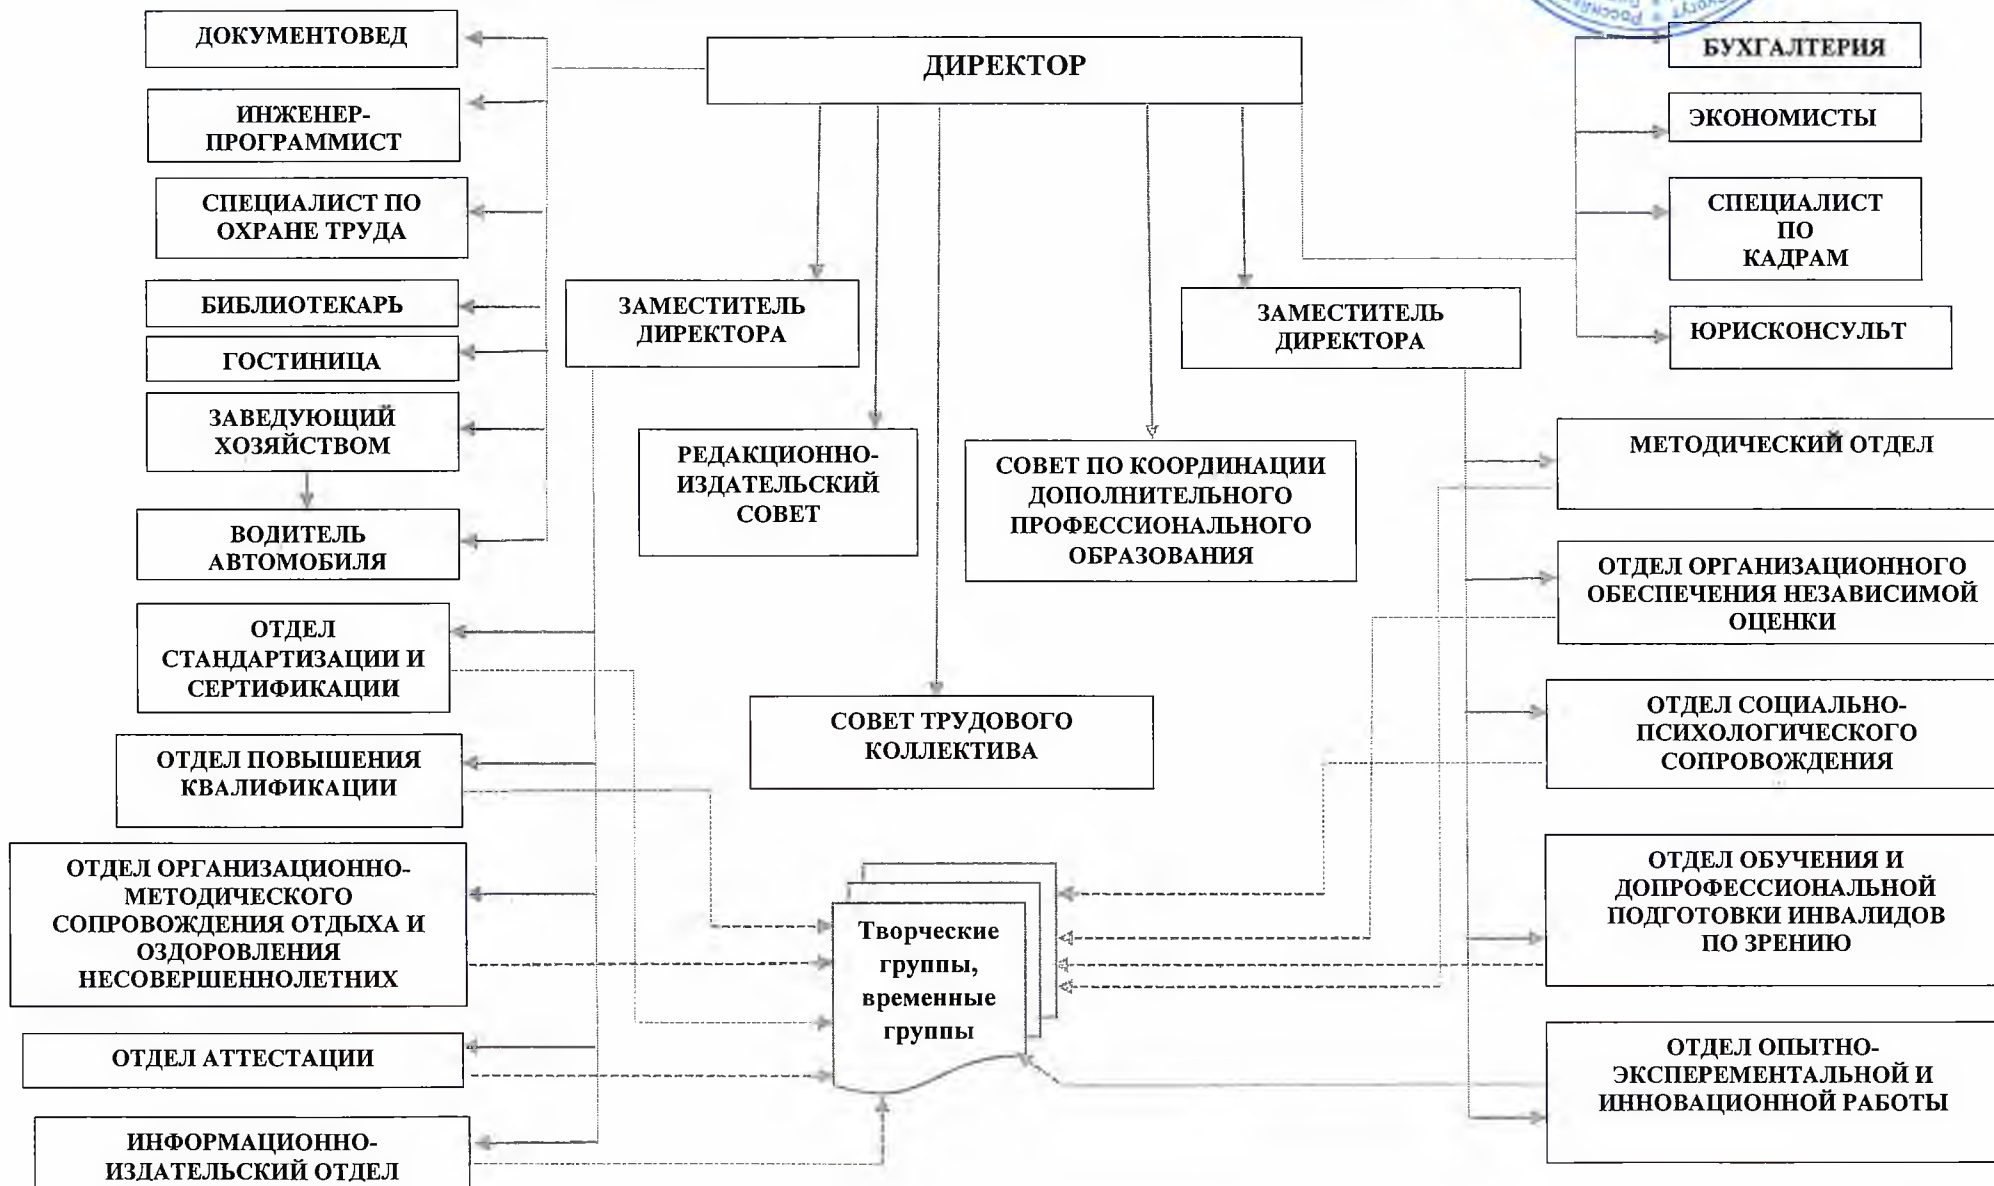 ДОКУМЕНТОВЕД
ИНЖЕНЕР-
ПРОГРАММИСТ
СПЕЦИАЛИСТ ПО
ОХРАНЕ ТРУДА
БИБЛИОТЕКАРЬ
ГОСТИНИЦА
ЗАВЕДУЮЩИЙ
ХОЗЯЙСТВОМ
ВОДИТЕЛЬ
АВТОМОБИЛЯ
ОТДЕЛ
СТАНДАРТИЗАЦИИ И
СЕРТИФИКАЦИИ
ОТДЕЛ ПОВЫШЕНИЯ
КВАЛИФИКАЦИИ
ОТДЕЛ ОРГАНИЗАЦИОННО-
МЕТОДИЧЕСКОГО
СОПРОВОЖДЕНИЯ ОТДЫХА И
ОЗДОРОВЛЕНИЯ
НЕСОВЕРШЕННОЛЕТНИХ
ОТДЕЛ АТТЕСТАЦИИ
ИНФОРМАЦИОННО-
ИЗДАТЕЛЬСКИЙ ОТДЕЛ
ДИРЕКТОР
ЗАМЕСТИТЕЛЬ
ДИРЕКТОРА
ЗАМЕСТИТЕЛЬ
ДИРЕКТОРА
РЕДАКЦИОННО-
ИЗДАТЕЛЬСКИЙ
СОВЕТ
СОВЕТ ПО КООРДИНАЦИИ
ДОПОЛНИТЕЛЬНОГО
ПРОФЕССИОНАЛЬНОГО
ОБРАЗОВАНИЯ
СОВЕТ ТРУДОВОГО
КОЛЛЕКТИВА
Творческие
группы,
временные
группы
БУХГАЛТЕРИЯ
ЭКОНОМИСТЫ
СПЕЦИАЛИСТ
ПО
КАДРАМ
ЮРИСКОНСУЛЬТ
МЕТОДИЧЕСКИЙ ОТДЕЛ
ОТДЕЛ ОРГАНИЗАЦИОННОГО
ОБЕСПЕЧЕНИЯ НЕЗАВИСИМОЙ
ОЦЕНКИ
ОТДЕЛ СОЦИАЛЬНО-
ПСИХОЛОГИЧЕСКОГО
СОПРОВОЖДЕНИЯ
ОТДЕЛ ОБУЧЕНИЯ И
ДОПРОФЕССИОНАЛЬНОЙ
ПОДГОТОВКИ ИНВАЛИДОВ
ПО ЗРЕНИЮ
ОТДЕЛ ОПЫТНО-
ЭКСПЕРЕМЕНТАЛЬНОЙ И
ИННОВАЦИОННОЙ РАБОТЫ